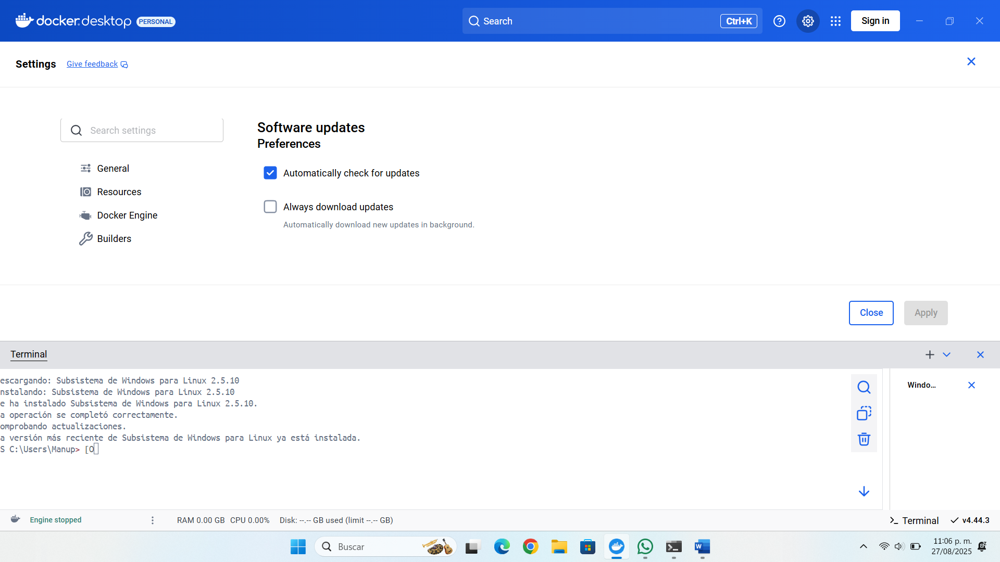 docker.desktop PERSONAL
Search Ctrl+K
Sign in
Settings Give feedback
Search settings
General
Resources
Docker Engine
Builders
Software updates
Preferences
Automatically check for updates
Always download updates
Automatically download new updates in background.
Close Apply
Terminal
escargando: Subsistema de Windows para Linux 2.5.10
nstalando: Subsistema de Windows para Linux 2.5.10
e ha instalado Subsistema de Windows para Linux 2.5.10.
a operación se completó correctamente.
omprobando actualizaciones.
a versión más reciente de Subsistema de Windows para Linux ya está instalada.
S C:\Users\Manup> [O
Windo...
Engine stopped
RAM 0.00 GB CPU 0.00% Disk: --.-- GB used (limit --.-- GB)
Terminal v4.44.3
Buscar
11:06 p. m.
27/08/2025